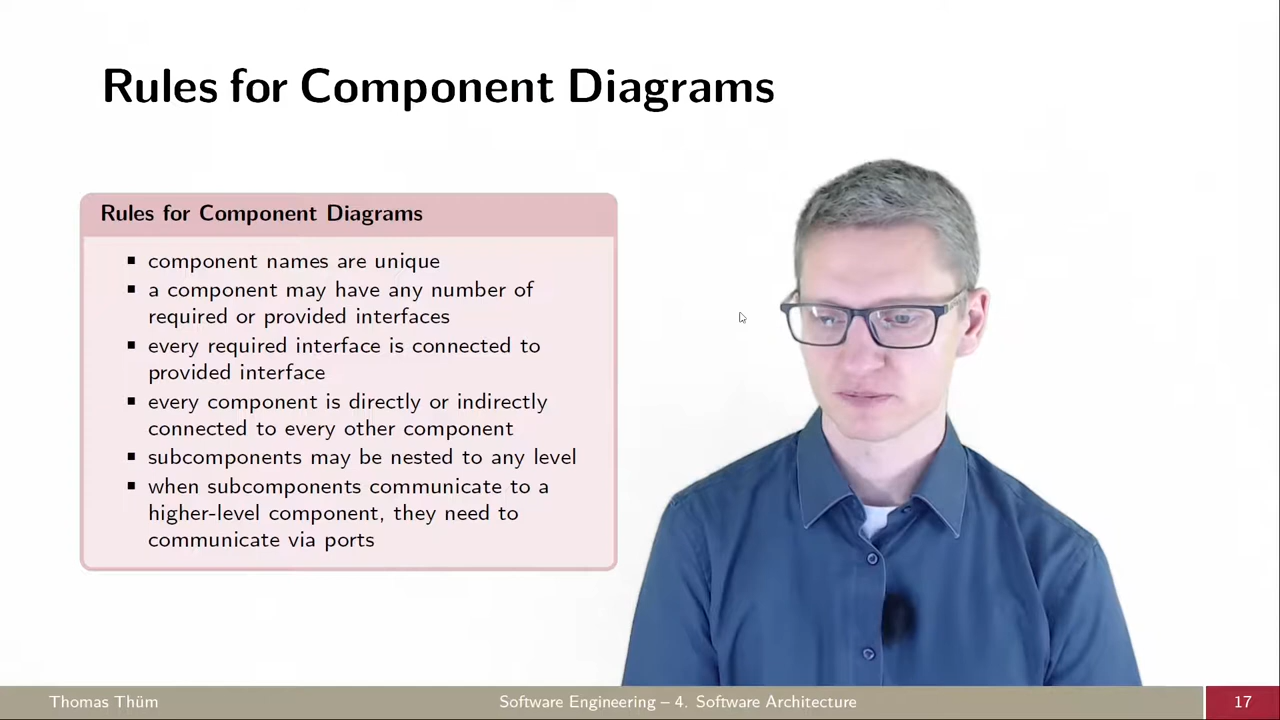 Rules for Component Diagrams
Rules for Component Diagrams
▪ component names are unique
▪ a component may have any number of
required or provided interfaces
▪ every required interface is connected to
provided interface
▪ every component is directly or indirectly
connected to every other component
▪ subcomponents may be nested to any level
▪ when subcomponents communicate to a
higher-level component, they need to
communicate via ports
Thomas Thüm
Software Engineering – 4. Software Architecture
17